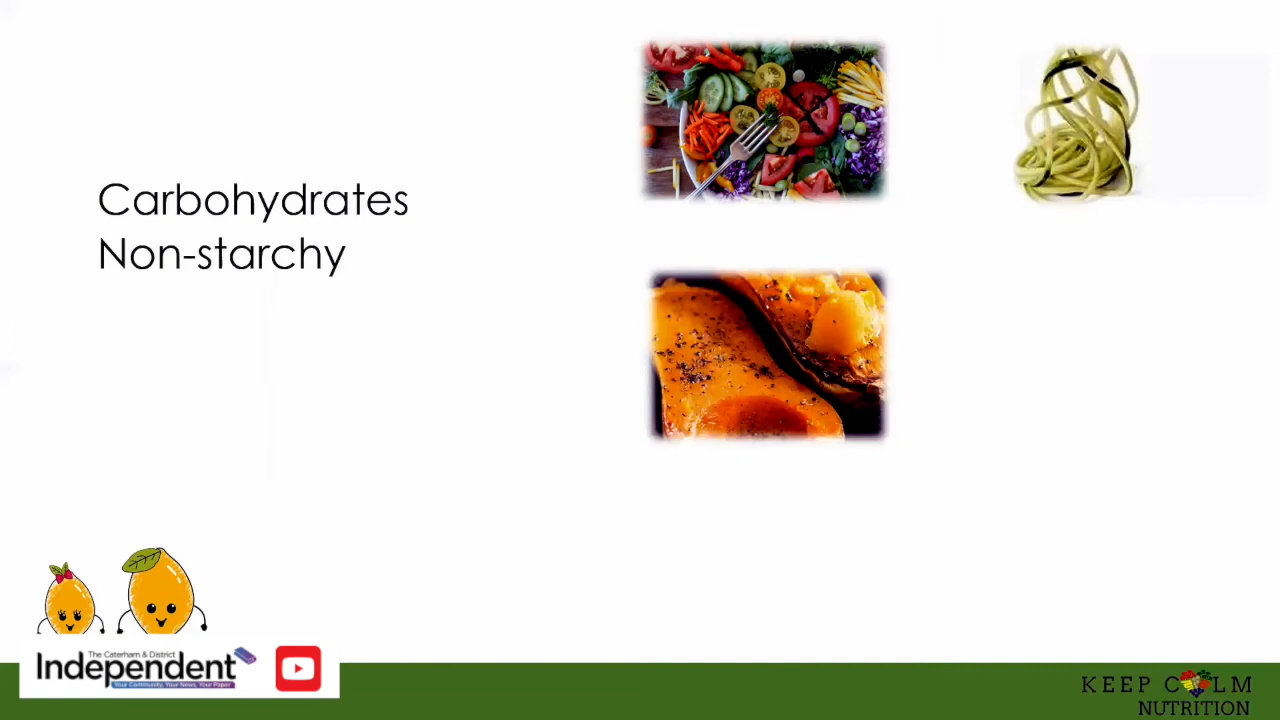 Carbohydrates
Non-starchy
The Caterham & District
Independent
Your Community, Your News, Your Paper
KEEP CALM
NUTRITION